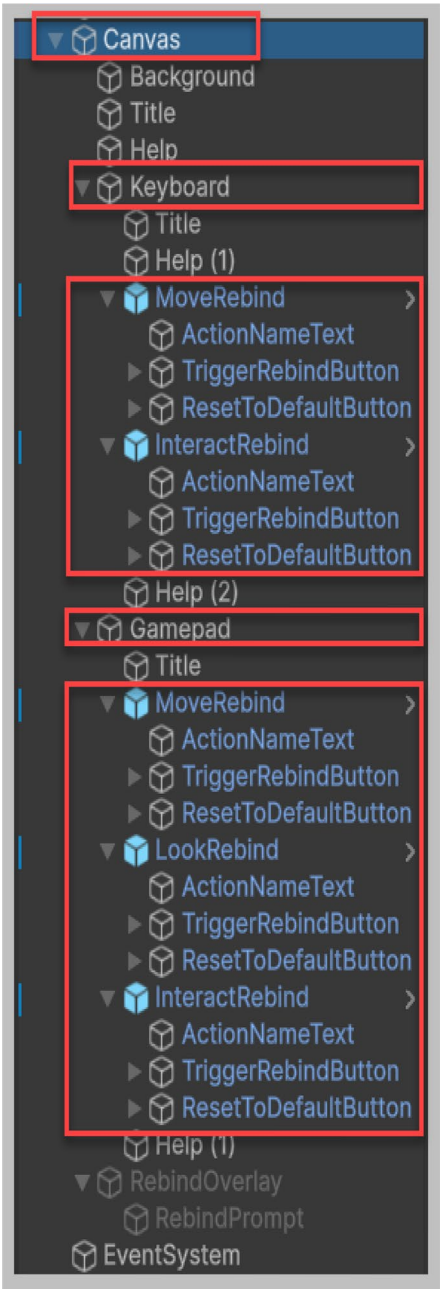 Canvas
Background
Title
Help
Keyboard
Title
Help (1)
MoveRebind
ActionNameText
TriggerRebindButton
ResetToDefaultButton
InteractRebind
ActionNameText
TriggerRebindButton
ResetToDefaultButton
Help (2)
Gamepad
Title
MoveRebind
ActionNameText
TriggerRebindButton
ResetToDefaultButton
LookRebind
ActionNameText
TriggerRebindButton
ResetToDefaultButton
InteractRebind
ActionNameText
TriggerRebindButton
ResetToDefaultButton
Help (1)
RebindOverlay
RebindPrompt
EventSystem